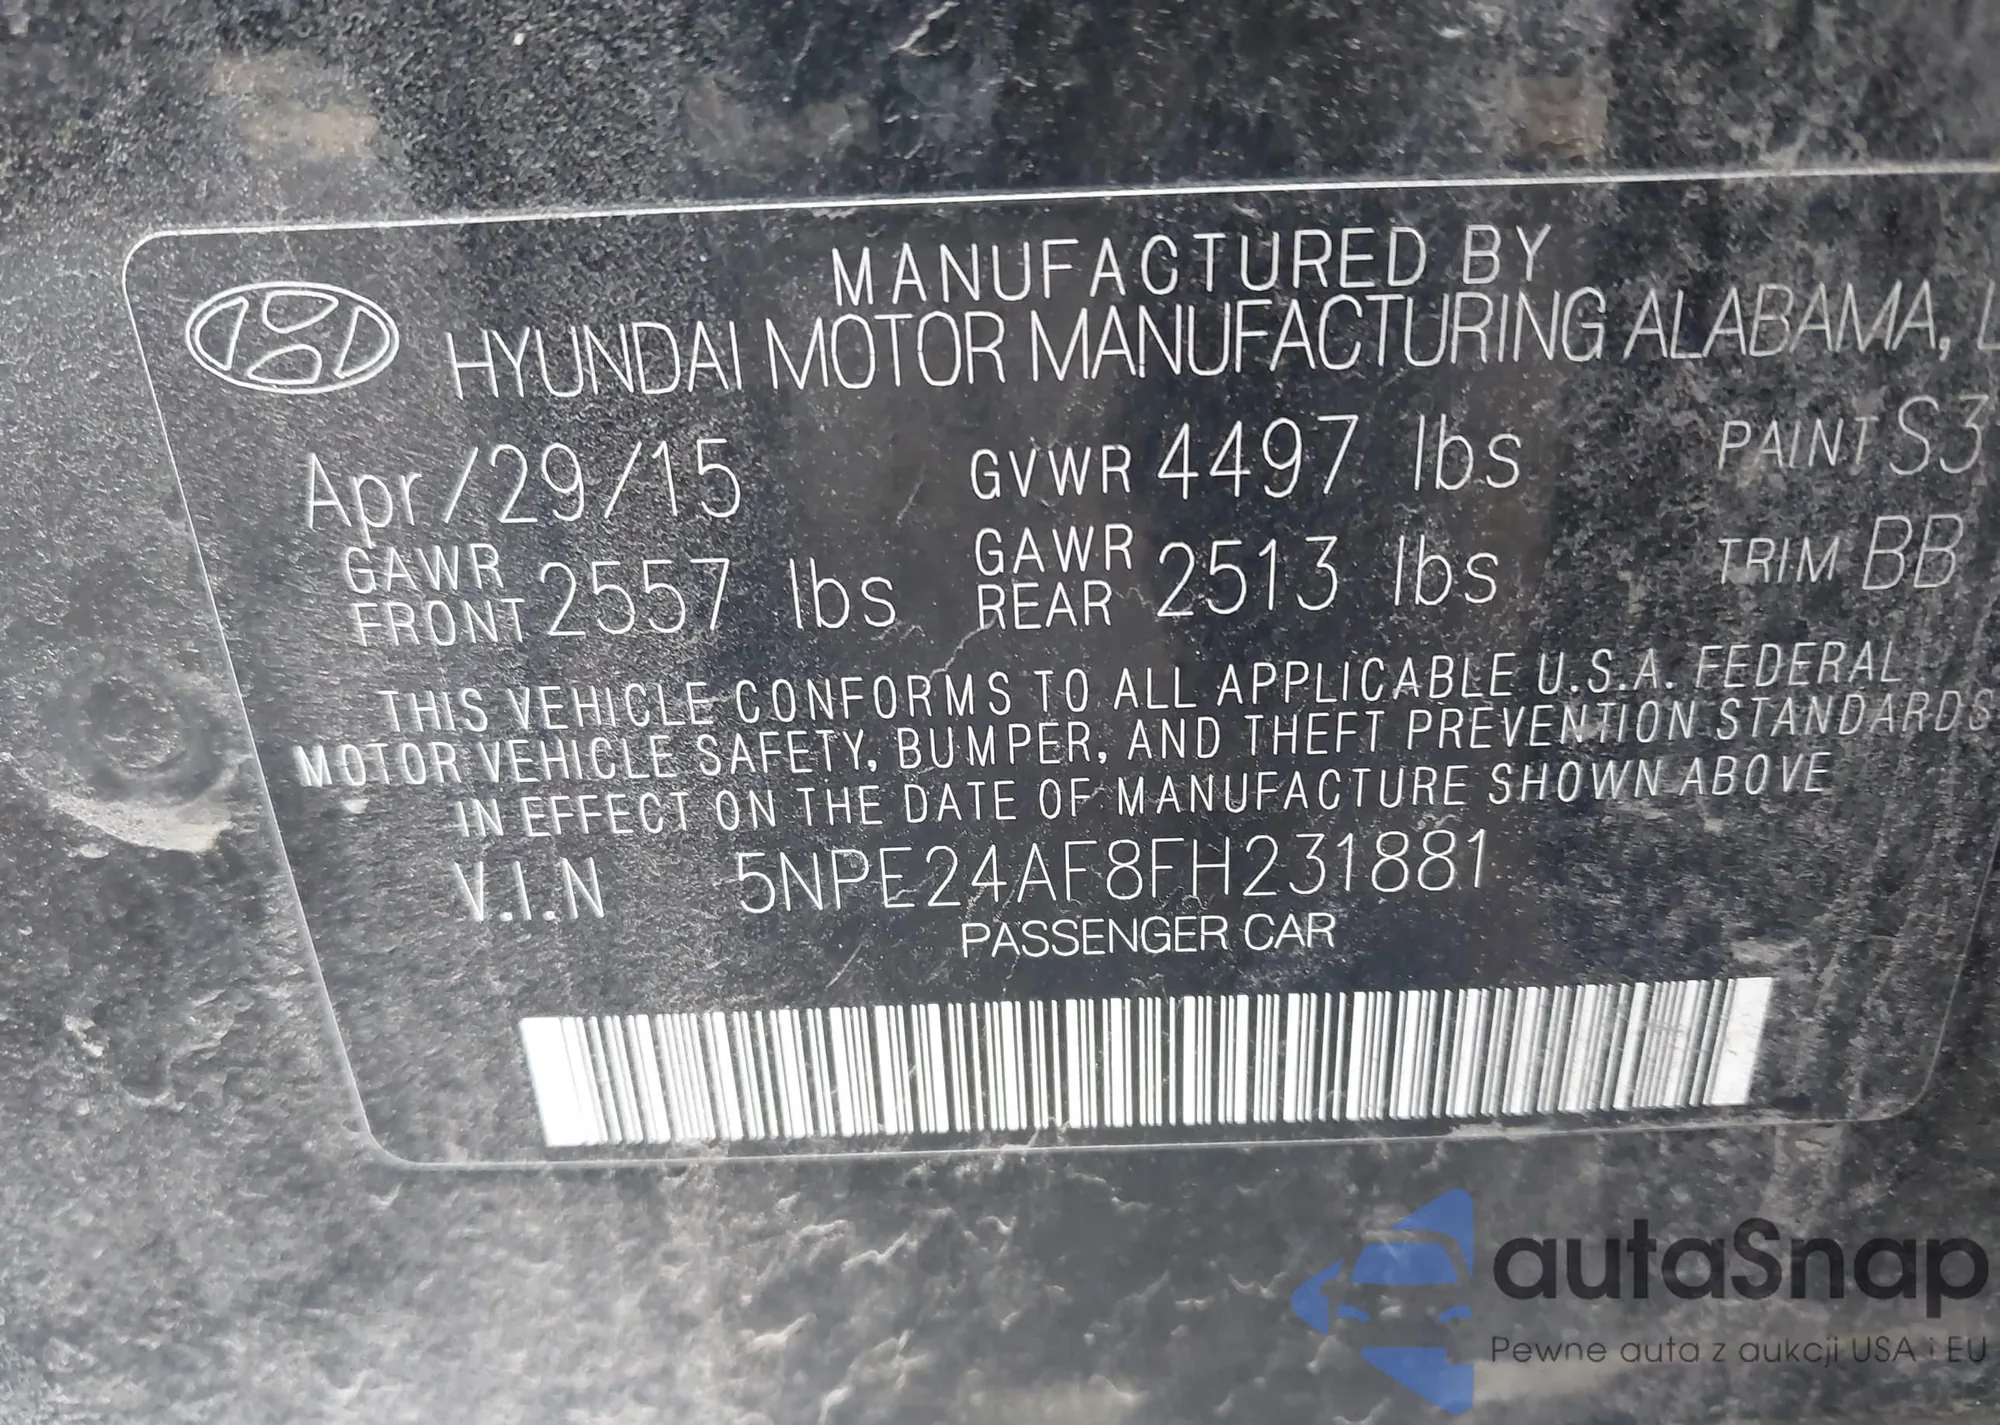 MANUFACTURED BY
HYUNDAI MOTOR MANUFACTURING ALABAMA, L
Apr/29/15 GVWR 4497 lbs PAINT S3
GAWR FRONT 2557 lbs GAWR REAR 2513 lbs TRIM BB
THIS VEHICLE CONFORMS TO ALL APPLICABLE U.S.A. FEDERAL
MOTOR VEHICLE SAFETY, BUMPER, AND THEFT PREVENTION STANDARDS
IN EFFECT ON THE DATE OF MANUFACTURE SHOWN ABOVE
V.I.N 5NPE24AF8FH231881
PASSENGER CAR
autaSnap
Pewne auta z aukcji USA i EU